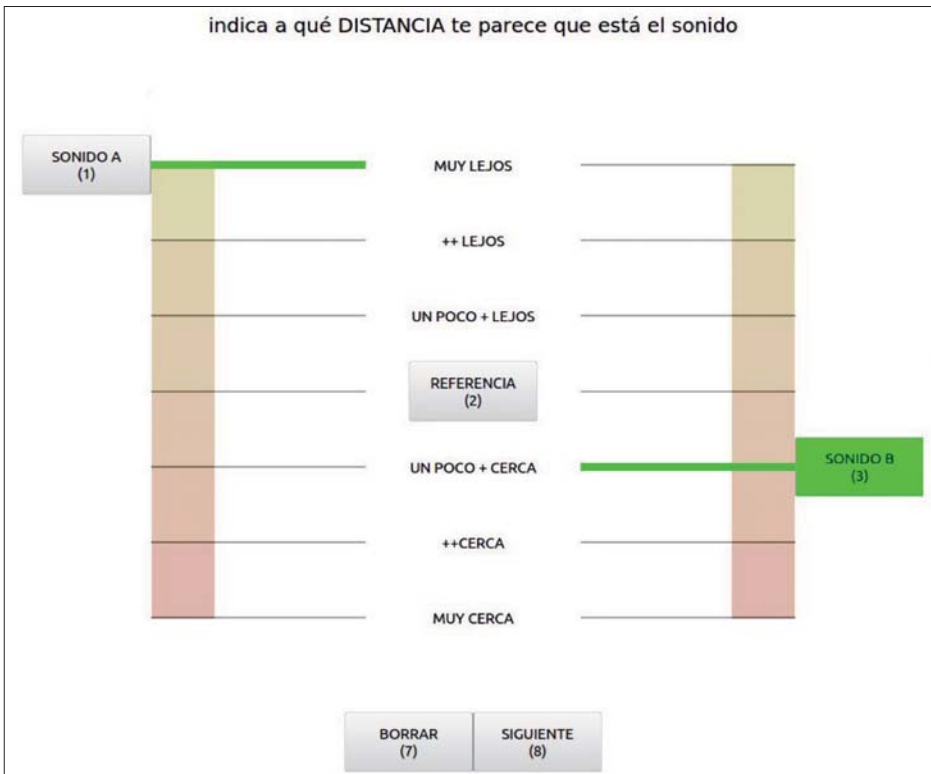 indica a qué DISTANCIA te parece que está el sonido
SONIDO A
(1)
MUY LEJOS
++ LEJOS
UN POCO + LEJOS
REFERENCIA
(2)
UN POCO + CERCA
SONIDO B
(3)
++CERCA
MUY CERCA
BORRAR
(7)
SIGUIENTE
(8)